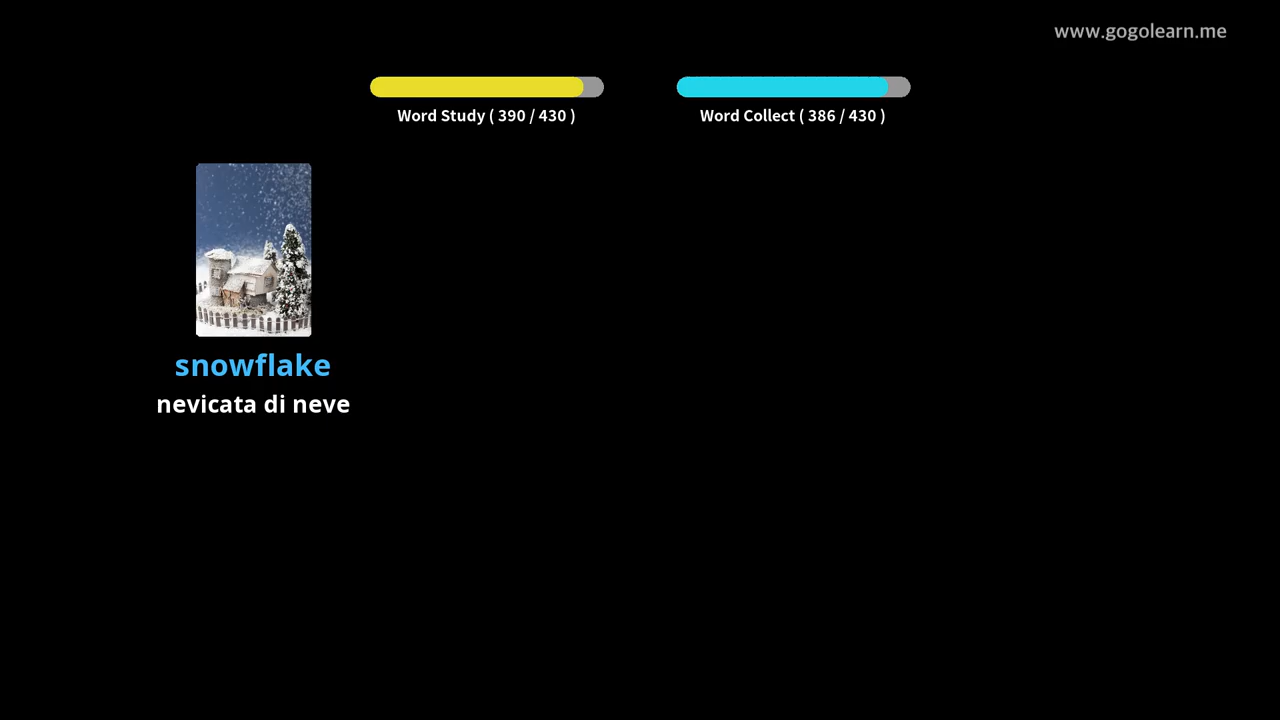 www.gogolearn.me
Word Study ( 390 / 430 )
Word Collect ( 386 / 430 )
snowflake
nevicata di neve